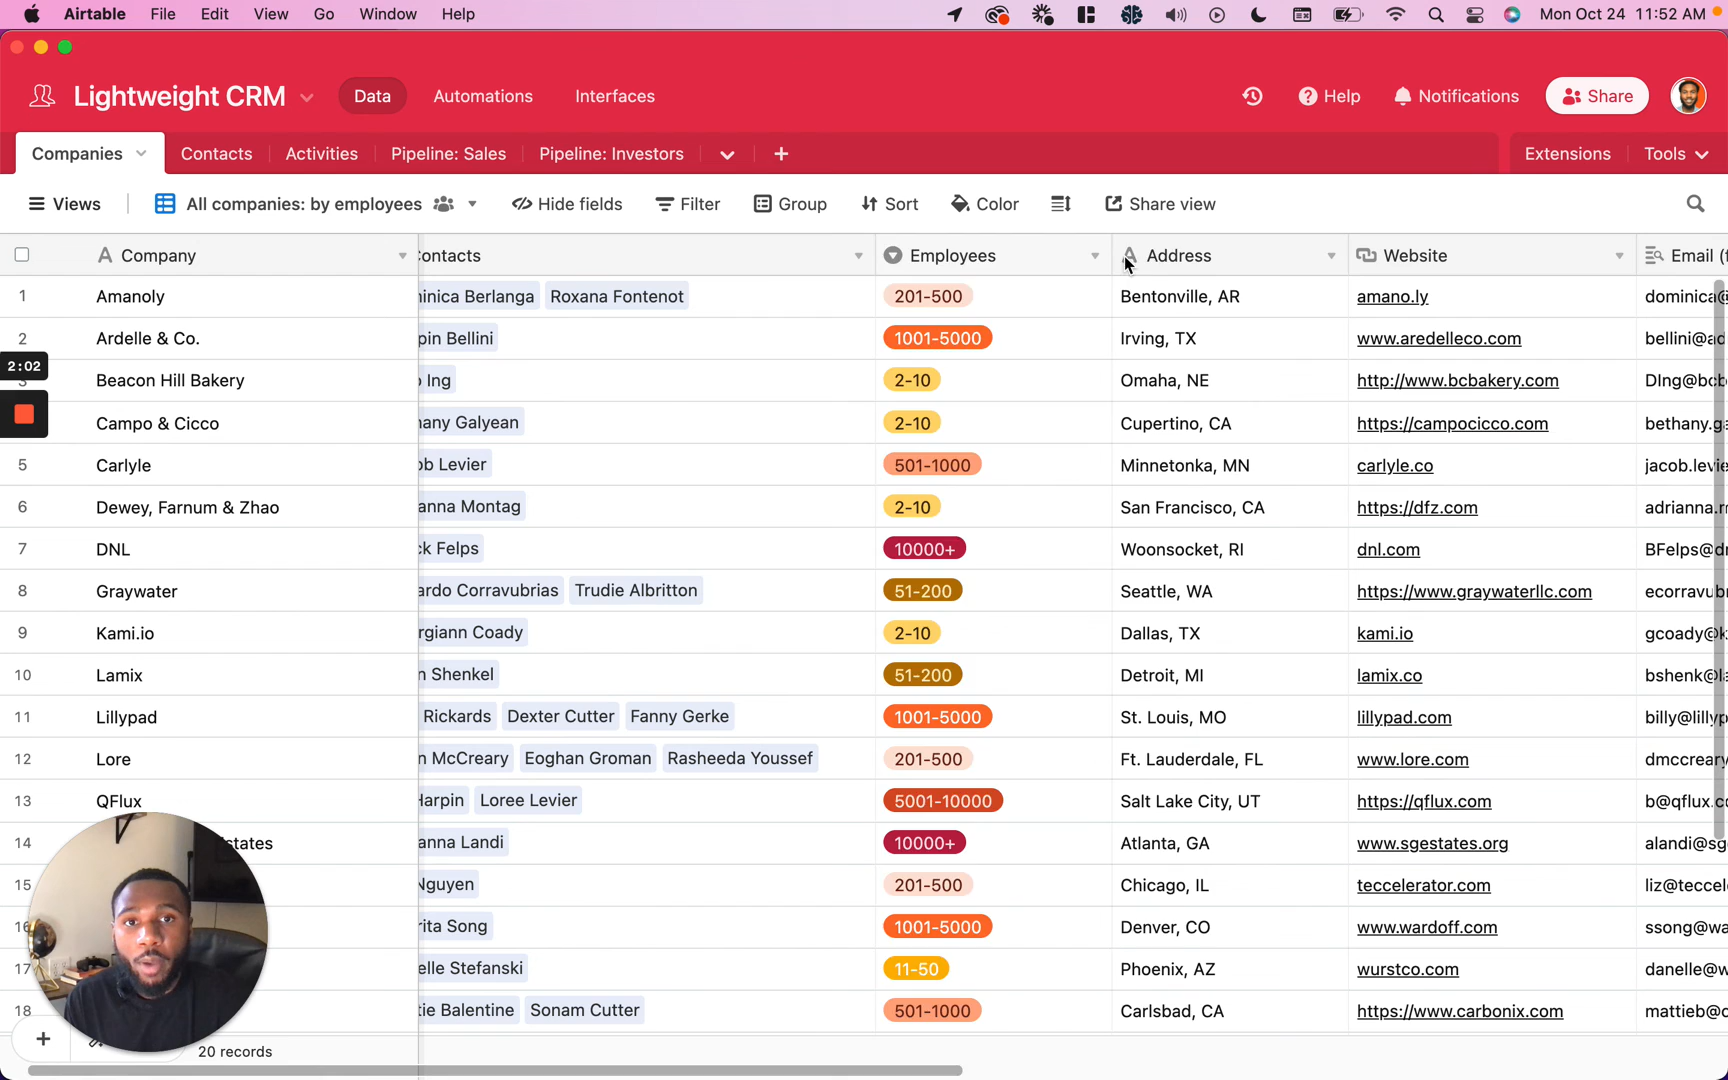 Airtable File Edit View Go Window Help Mon Oct 24 11:52 AM
Lightweight CRM Data Automations Interfaces Help Notifications Share
Companies Contacts Activities Pipeline: Sales Pipeline: Investors Extensions Tools
Views All companies: by employees Hide fields Filter Group Sort Color Share view
Company ontacts Employees Address Website Email (f
1 Amanoly inica Berlanga Roxana Fontenot 201-500 Bentonville, AR amano.ly dominica@
2 Ardelle & Co. pin Bellini 1001-5000 Irving, TX www.aredelleco.com bellini@ad
2:02
3 Beacon Hill Bakery o Ing 2-10 Omaha, NE http://www.bcbakery.com DIng@bcb
Campo & Cicco hany Galyean 2-10 Cupertino, CA https://campocicco.com bethany.ga
5 Carlyle ob Levier 501-1000 Minnetonka, MN carlyle.co jacob.levie
6 Dewey, Farnum & Zhao anna Montag 2-10 San Francisco, CA https://dfz.com adrianna.m
7 DNL ck Felps 10000+ Woonsocket, RI dnl.com BFelps@dn
8 Graywater ardo Corravubrias Trudie Albritton 51-200 Seattle, WA https://www.graywaterllc.com ecorravubr
9 Kami.io rgiann Coady 2-10 Dallas, TX kami.io gcoady@k
10 Lamix n Shenkel 51-200 Detroit, MI lamix.co bshenk@la
11 Lillypad Rickards Dexter Cutter Fanny Gerke 1001-5000 St. Louis, MO lillypad.com billy@lillyp
12 Lore n McCreary Eoghan Groman Rasheeda Youssef 201-500 Ft. Lauderdale, FL www.lore.com dmccreary
13 QFlux Harpin Loree Levier 5001-10000 Salt Lake City, UT https://qflux.com b@qflux.co
14 states anna Landi 10000+ Atlanta, GA www.sgestates.org alandi@sg
15 Nguyen 201-500 Chicago, IL teccelerator.com liz@teccel
16 rita Song 1001-5000 Denver, CO www.wardoff.com ssong@wa
17 elle Stefanski 11-50 Phoenix, AZ wurstco.com danelle@w
18 tie Balentine Sonam Cutter 501-1000 Carlsbad, CA https://www.carbonix.com mattieb@c
20 records